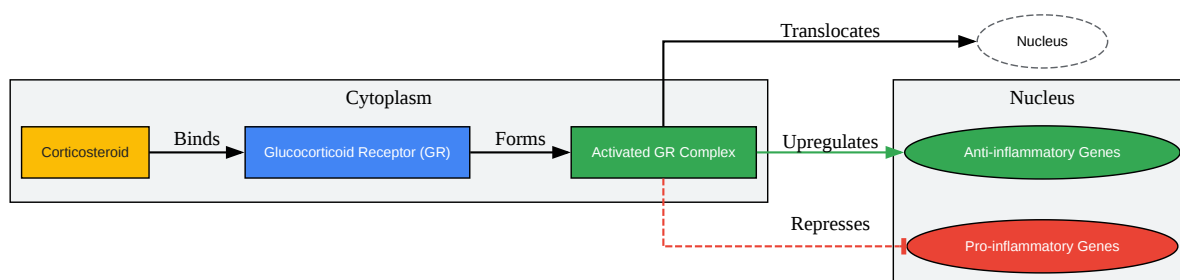 Translocates
Nucleus
Cytoplasm
Nucleus
Corticosteroid
Binds
Glucocorticoid Receptor (GR)
Forms
Activated GR Complex
Upregulates
Anti-inflammatory Genes
Represses
Pro-inflammatory Genes